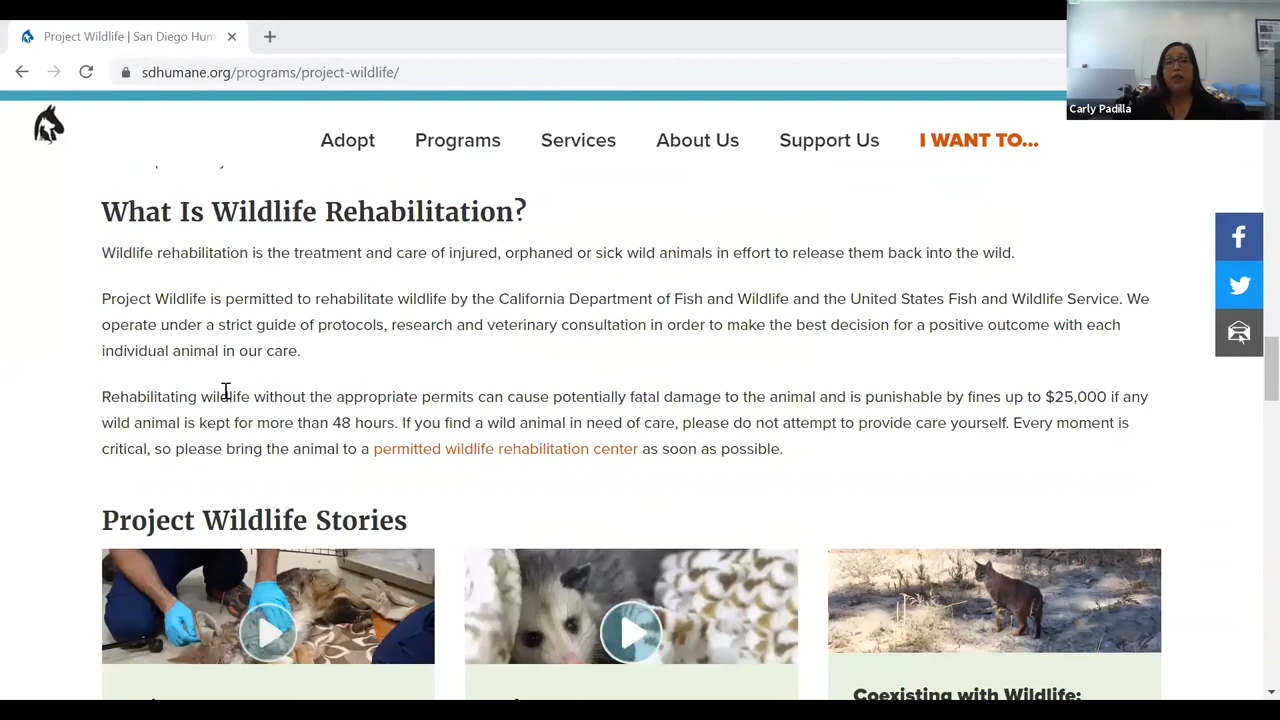 Project Wildlife | San Diego Hum
sdhumane.org/programs/project-wildlife/
Carly Padilla
Adopt Programs Services About Us Support Us I WANT TO...
What Is Wildlife Rehabilitation?
Wildlife rehabilitation is the treatment and care of injured, orphaned or sick wild animals in effort to release them back into the wild.
Project Wildlife is permitted to rehabilitate wildlife by the California Department of Fish and Wildlife and the United States Fish and Wildlife Service. We
operate under a strict guide of protocols, research and veterinary consultation in order to make the best decision for a positive outcome with each
individual animal in our care.
Rehabilitating wildlife without the appropriate permits can cause potentially fatal damage to the animal and is punishable by fines up to $25,000 if any
wild animal is kept for more than 48 hours. If you find a wild animal in need of care, please do not attempt to provide care yourself. Every moment is
critical, so please bring the animal to a permitted wildlife rehabilitation center as soon as possible.
Project Wildlife Stories
Coexisting with Wildlife: